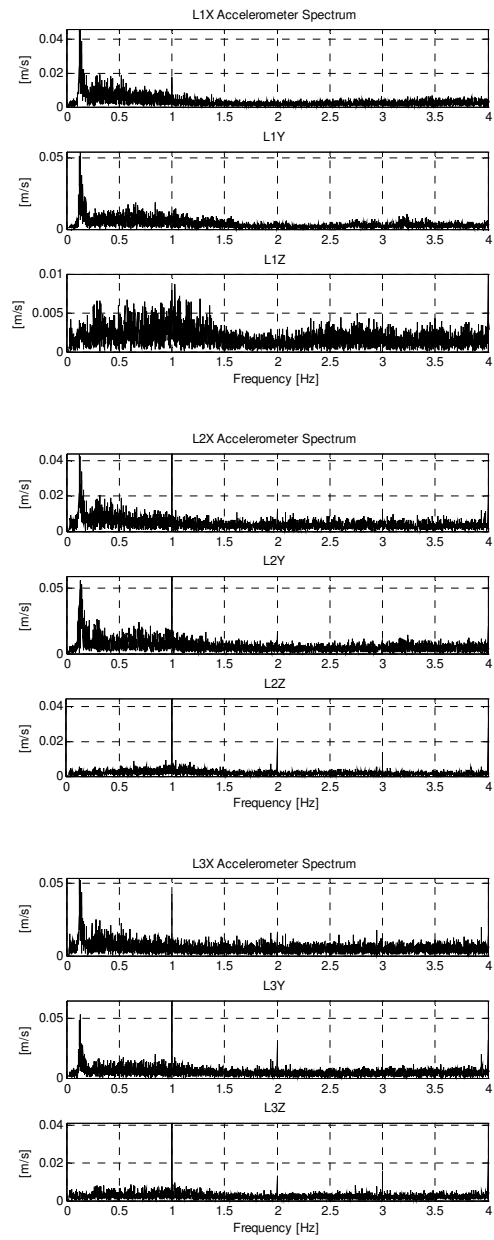 L1X Accelerometer Spectrum
0.04
0.02
0
[m/s]
0 0.5 1 1.5 2 2.5 3 3.5 4
L1Y
0.05
0
[m/s]
0 0.5 1 1.5 2 2.5 3 3.5 4
L1Z
0.01
0.005
0
[m/s]
0 0.5 1 1.5 2 2.5 3 3.5 4
Frequency [Hz]
L2X Accelerometer Spectrum
0.04
0.02
0
[m/s]
0 0.5 1 1.5 2 2.5 3 3.5 4
L2Y
0.05
0
[m/s]
0 0.5 1 1.5 2 2.5 3 3.5 4
L2Z
0.04
0.02
0
[m/s]
0 0.5 1 1.5 2 2.5 3 3.5 4
Frequency [Hz]
L3X Accelerometer Spectrum
0.05
0
[m/s]
0 0.5 1 1.5 2 2.5 3 3.5 4
L3Y
0.05
0
[m/s]
0 0.5 1 1.5 2 2.5 3 3.5 4
L3Z
0.04
0.02
0
[m/s]
0 0.5 1 1.5 2 2.5 3 3.5 4
Frequency [Hz]